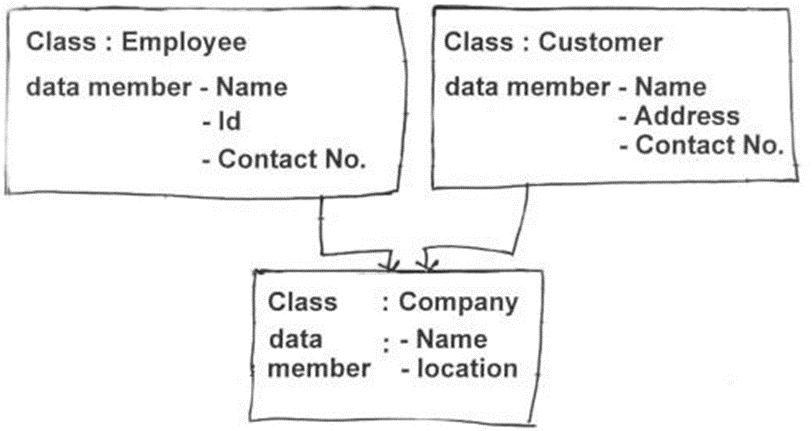 Class : Employee
data member - Name
- Id
- Contact No.
Class : Customer
data member - Name
- Address
- Contact No.
Class : Company
data : - Name
member - location